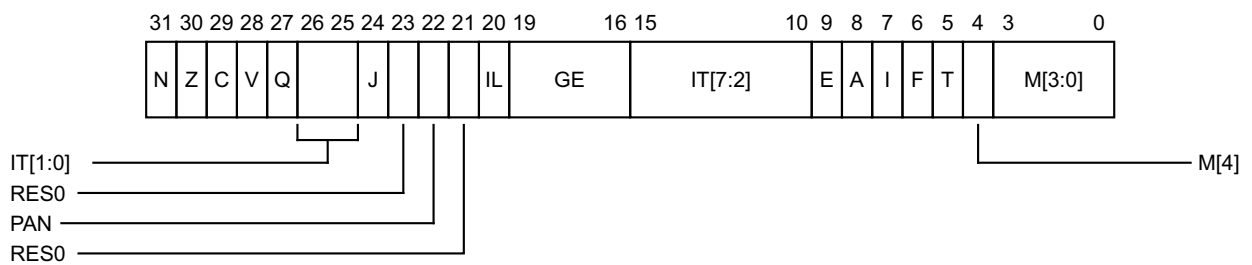 31 30 29 28 27 26 25 24 23 22 21 20 19 16 15 10 9 8 7 6 5 4 3 0
N Z C V Q J IL GE IT[7:2] E A I F T M[3:0]
IT[1:0] M[4]
RES0
PAN
RES0